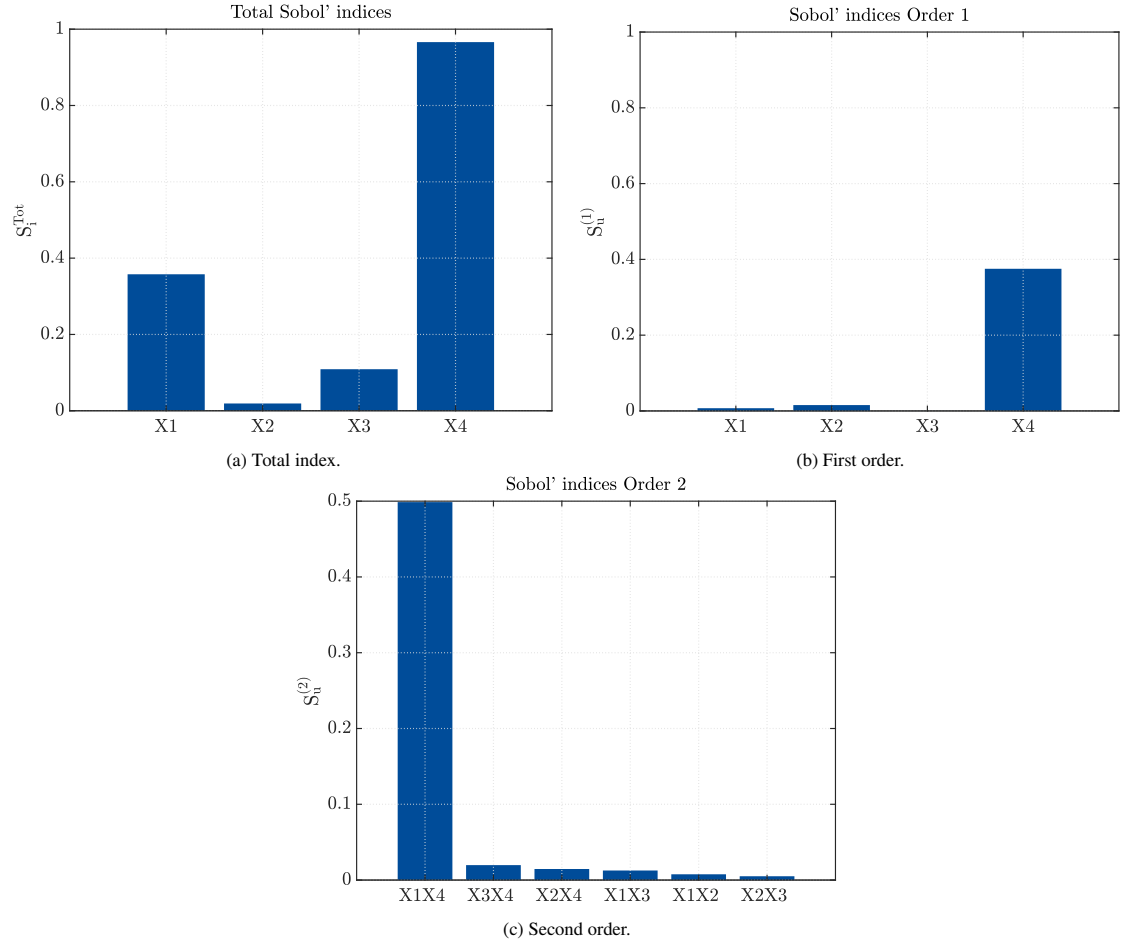 Total Sobol' indices
1
0.8
0.6
0.4
0.2
0
S_i^Tot
X1 X2 X3 X4
(a) Total index.
Sobol' indices Order 1
1
0.8
0.6
0.4
0.2
0
S_u^(1)
X1 X2 X3 X4
(b) First order.
Sobol' indices Order 2
0.5
0.4
0.3
0.2
0.1
0
S_u^(2)
X1X4 X3X4 X2X4 X1X3 X1X2 X2X3
(c) Second order.